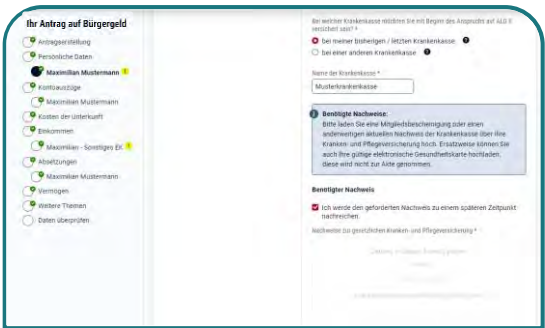 Ihr Antrag auf Bürgergeld
Antragserstellung
Persönliche Daten
Maximilian Mustermann
Kontoauszüge
Maximilian Mustermann
Kosten der Unterkunft
Einkommen
Maximilian - Sonstiges EK
Absetzungen
Maximilian Mustermann
Vermögen
Weitere Themen
Daten überprüfen
Bei welcher Krankenkasse möchten Sie mit Beginn des Anspruchs auf ALG II
versichert sein? *
bei meiner bisherigen / letzten Krankenkasse
bei einer anderen Krankenkasse
Name der Krankenkasse *
Musterkrankenkasse
Benötigte Nachweise:
Bitte laden Sie eine Mitgliedsbescheinigung oder einen
anderweitigen aktuellen Nachweis der Krankenkasse über Ihre
Kranken- und Pflegeversicherung hoch. Ersatzweise können Sie
auch Ihre gültige elektronische Gesundheitskarte hochladen,
diese wird nicht zur Akte genommen.
Benötigter Nachweis
Ich werde den geforderten Nachweis zu einem späteren Zeitpunkt
nachreichen.
Nachweise zur gesetzlichen Kranken- und Pflegeversicherung *